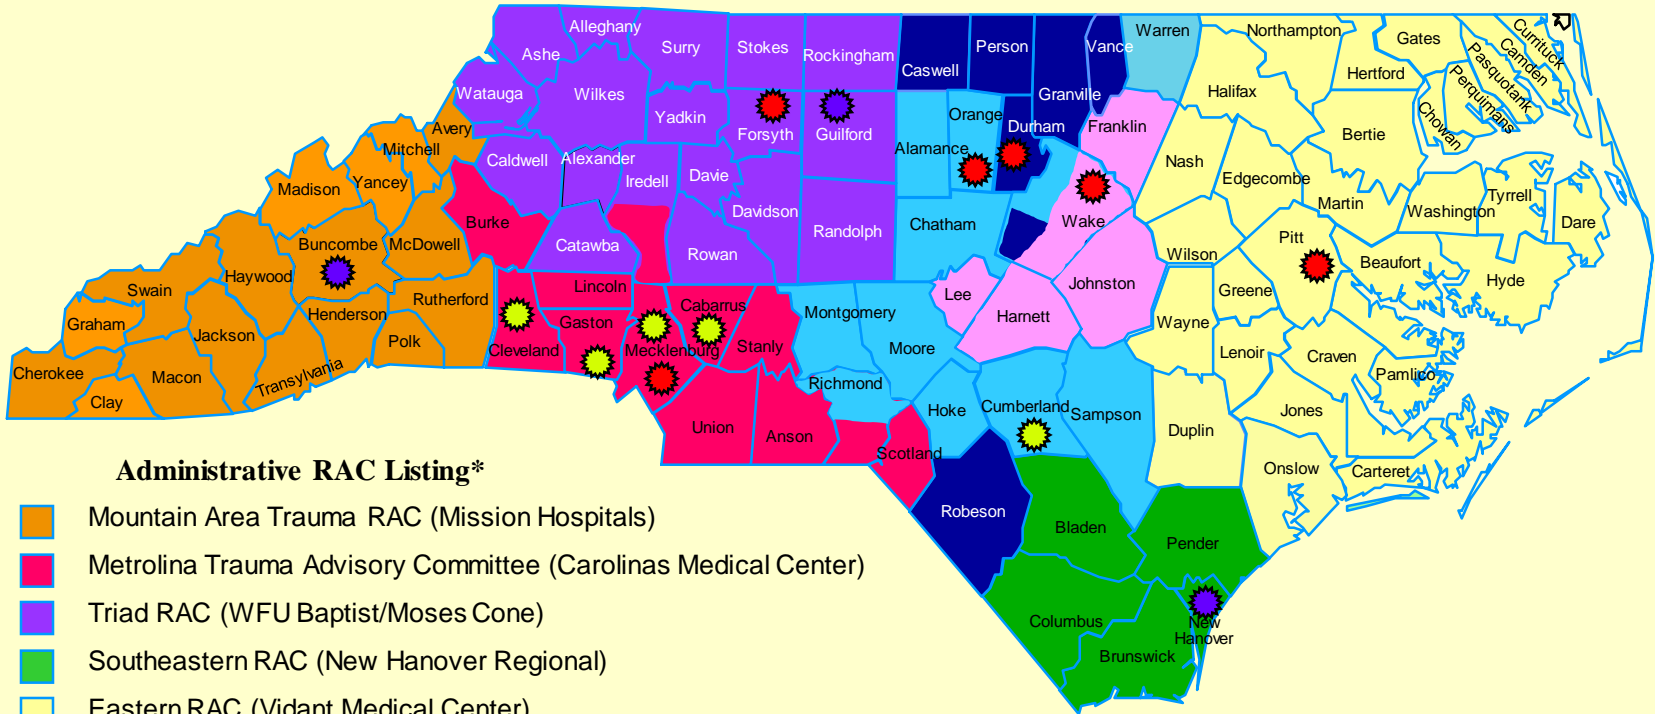 Alleghany
Ashe
Surry
Stokes
Rockingham
Caswell
Person
Vance
Warren
Northampton
Gates
Currituck
Camden
Pasquotank
Perquimans
Chowan
Hertford
Watauga
Wilkes
Yadkin
Forsyth
Guilford
Alamance
Orange
Durham
Granville
Franklin
Halifax
Bertie
Avery
Mitchell
Yancey
Madison
Caldwell
Alexander
Iredell
Davie
Davidson
Randolph
Chatham
Wake
Nash
Edgecombe
Martin
Washington
Tyrrell
Dare
Burke
Catawba
Rowan
Buncombe
McDowell
Haywood
Swain
Graham
Jackson
Henderson
Rutherford
Polk
Transylvania
Cherokee
Macon
Clay
Lincoln
Gaston
Cleveland
Mecklenburg
Cabarrus
Stanly
Union
Anson
Montgomery
Moore
Richmond
Scotland
Hoke
Lee
Harnett
Johnston
Wilson
Pitt
Beaufort
Hyde
Greene
Wayne
Lenoir
Craven
Pamlico
Jones
Cumberland
Sampson
Duplin
Onslow
Carteret
Robeson
Bladen
Pender
Columbus
Brunswick
New
Hanover
Administrative RAC Listing*
Mountain Area Trauma RAC (Mission Hospitals)
Metrolina Trauma Advisory Committee (Carolinas Medical Center)
Triad RAC (WFU Baptist/Moses Cone)
Southeastern RAC (New Hanover Regional)
Eastern RAC (Vidant Medical Center)